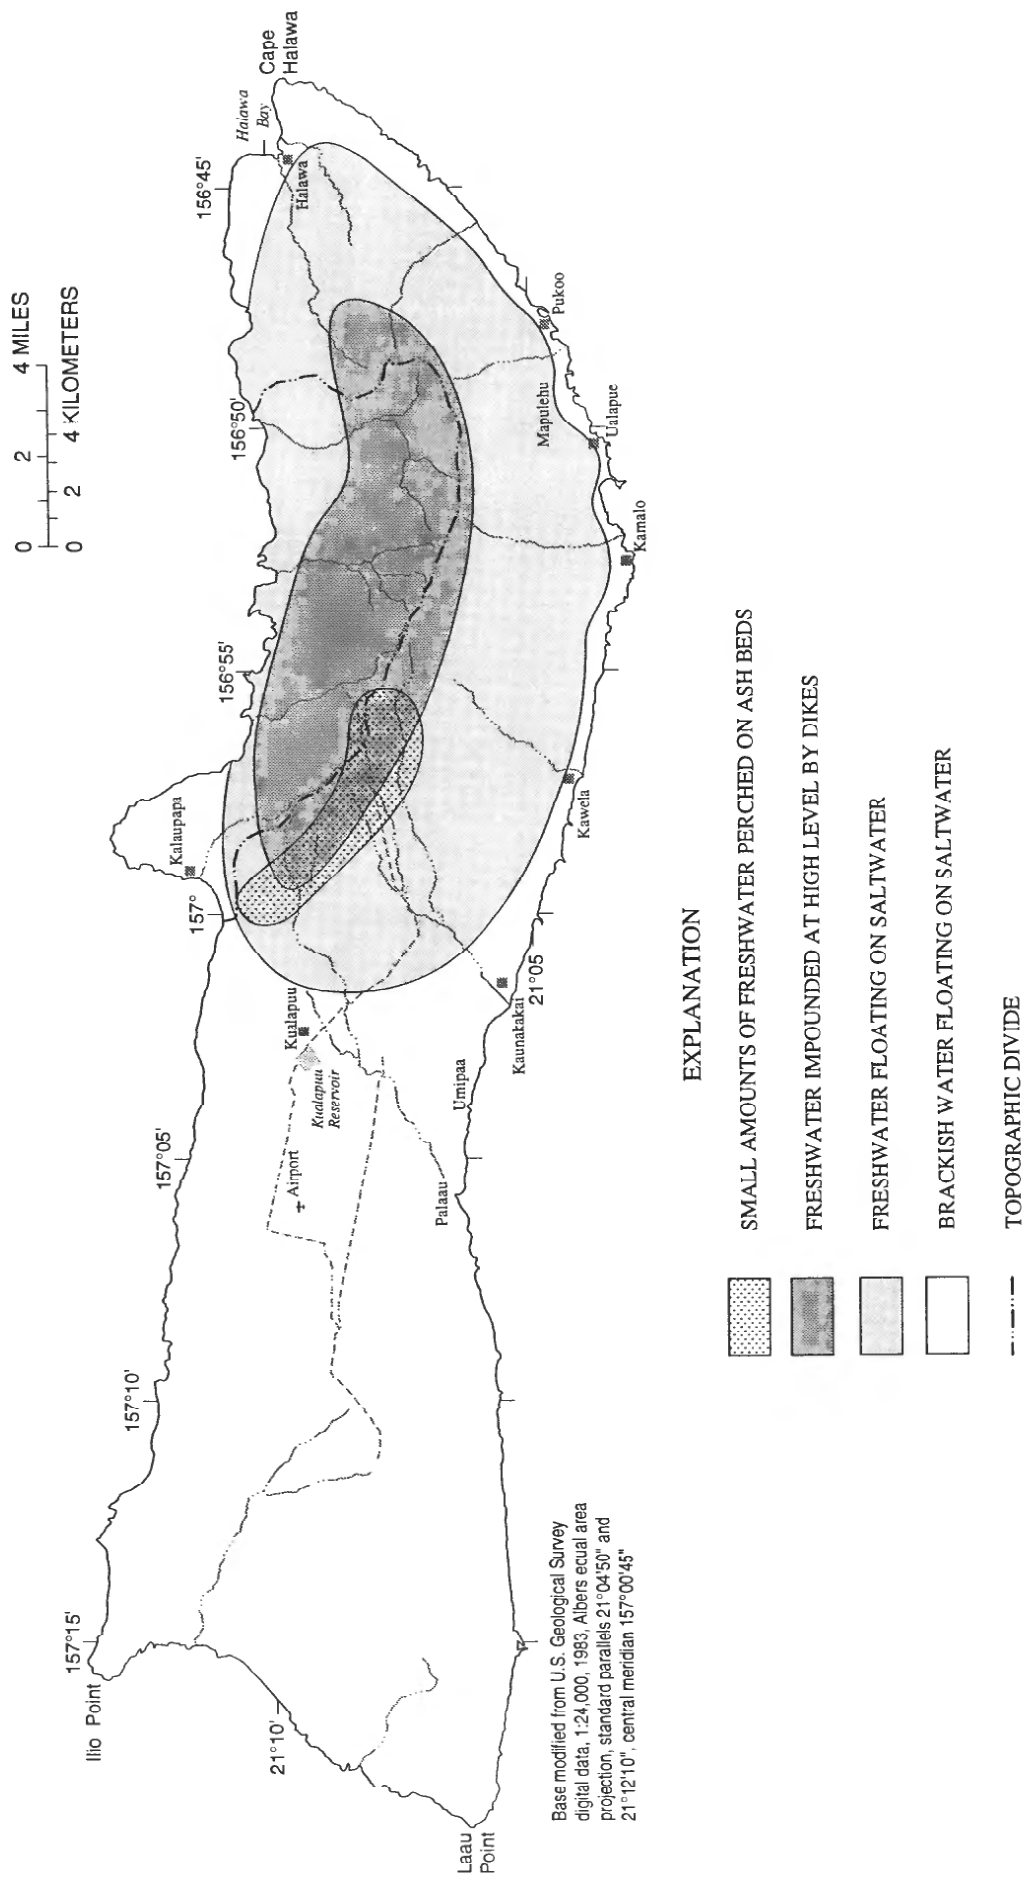 0 2 4 MILES
0 2 4 KILOMETERS
Ilio Point
157°15'
157°10'
157°05'
157°
156°55'
156°50'
156°45'
Kalaupapa
Halawa
Bay
Cape
Halawa
Halawa
21°10'
Airport
Kualapuu
Kualapuu
Reservoir
Laau
Point
Palaau
Umipaa
Kaunakakai
21°05
Kawela
Kamalo
Ualapue
Mapulehu
Pukoo
Base modified from U.S. Geological Survey
digital data, 1:24,000, 1983, Albers equal area
projection, standard parallels 21°04'50" and
21°12'10", central meridian 157°00'45"
EXPLANATION
SMALL AMOUNTS OF FRESHWATER PERCHED ON ASH BEDS
FRESHWATER IMPOUNDED AT HIGH LEVEL BY DIKES
FRESHWATER FLOATING ON SALTWATER
BRACKISH WATER FLOATING ON SALTWATER
TOPOGRAPHIC DIVIDE